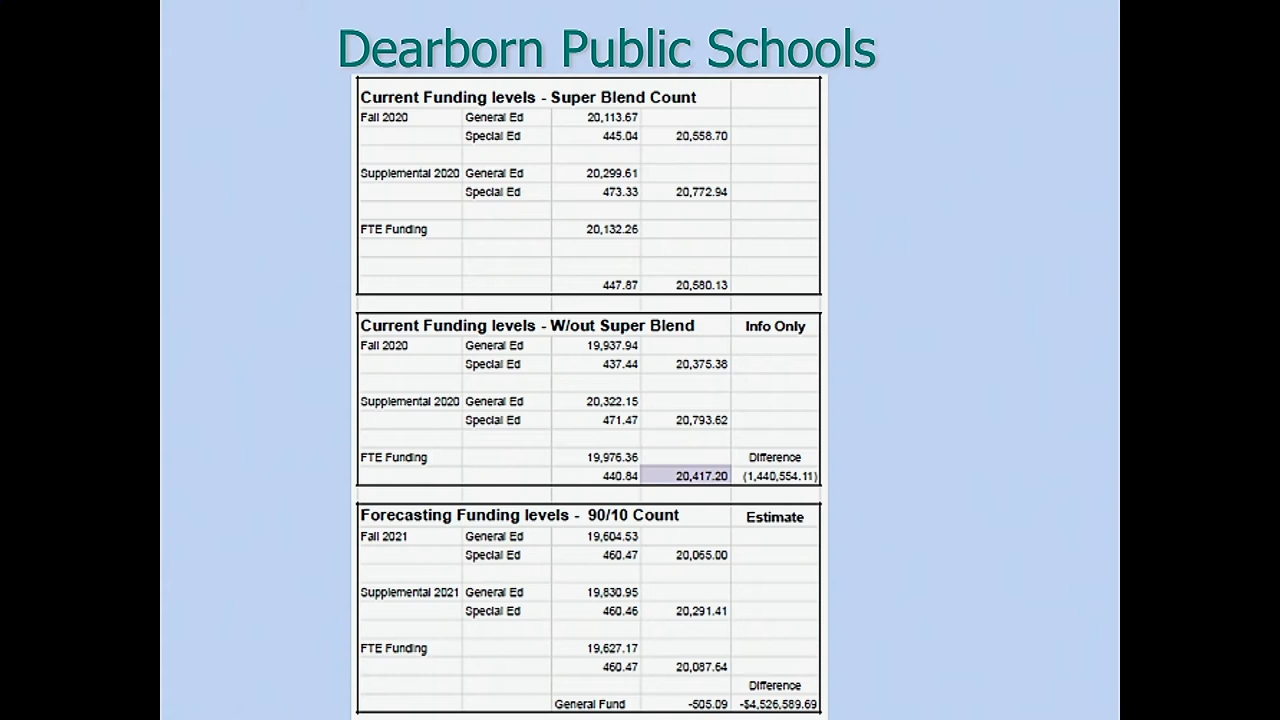 Dearborn Public Schools
Current Funding levels - Super Blend Count
Fall 2020 General Ed 20,113.67
Special Ed 445.04 20,558.70
Supplemental 2020 General Ed 20,299.61
Special Ed 473.33 20,772.94
FTE Funding 20,132.26
447.87 20,580.13
Current Funding levels - W/out Super Blend Info Only
Fall 2020 General Ed 19,937.94
Special Ed 437.44 20,375.38
Supplemental 2020 General Ed 20,322.15
Special Ed 471.47 20,793.62
FTE Funding 19,976.36 Difference
440.84 20,417.20 (1,440,554.11)
Forecasting Funding levels - 90/10 Count Estimate
Fall 2021 General Ed 19,604.53
Special Ed 460.47 20,065.00
Supplemental 2021 General Ed 19,830.95
Special Ed 460.46 20,291.41
FTE Funding 19,627.17
460.47 20,087.64
Difference
General Fund -505.09 -$4,526,589.69